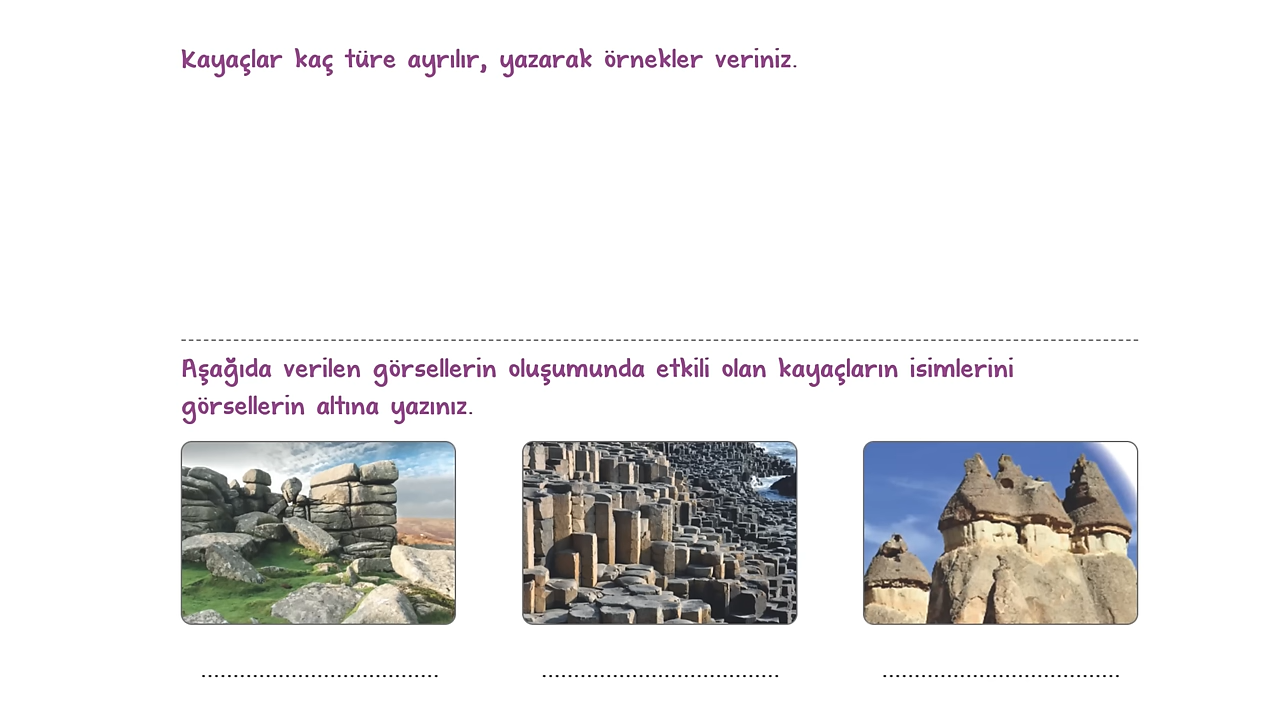 Kayaçlar kaç türe ayrılır, yazarak örnekler veriniz.
Aşağıda verilen görsellerin oluşumunda etkili olan kayaçların isimlerini
görsellerin altına yazınız.